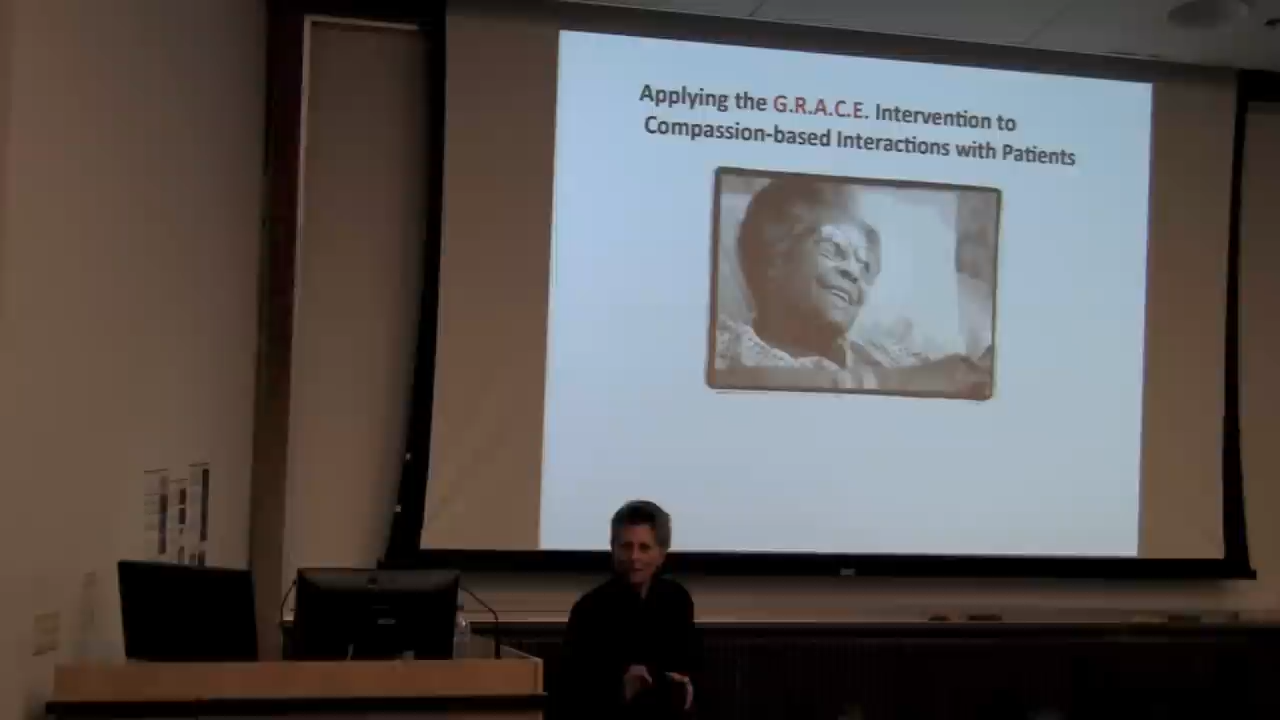 Applying the G.R.A.C.E. Intervention to
Compassion-based Interactions with Patients